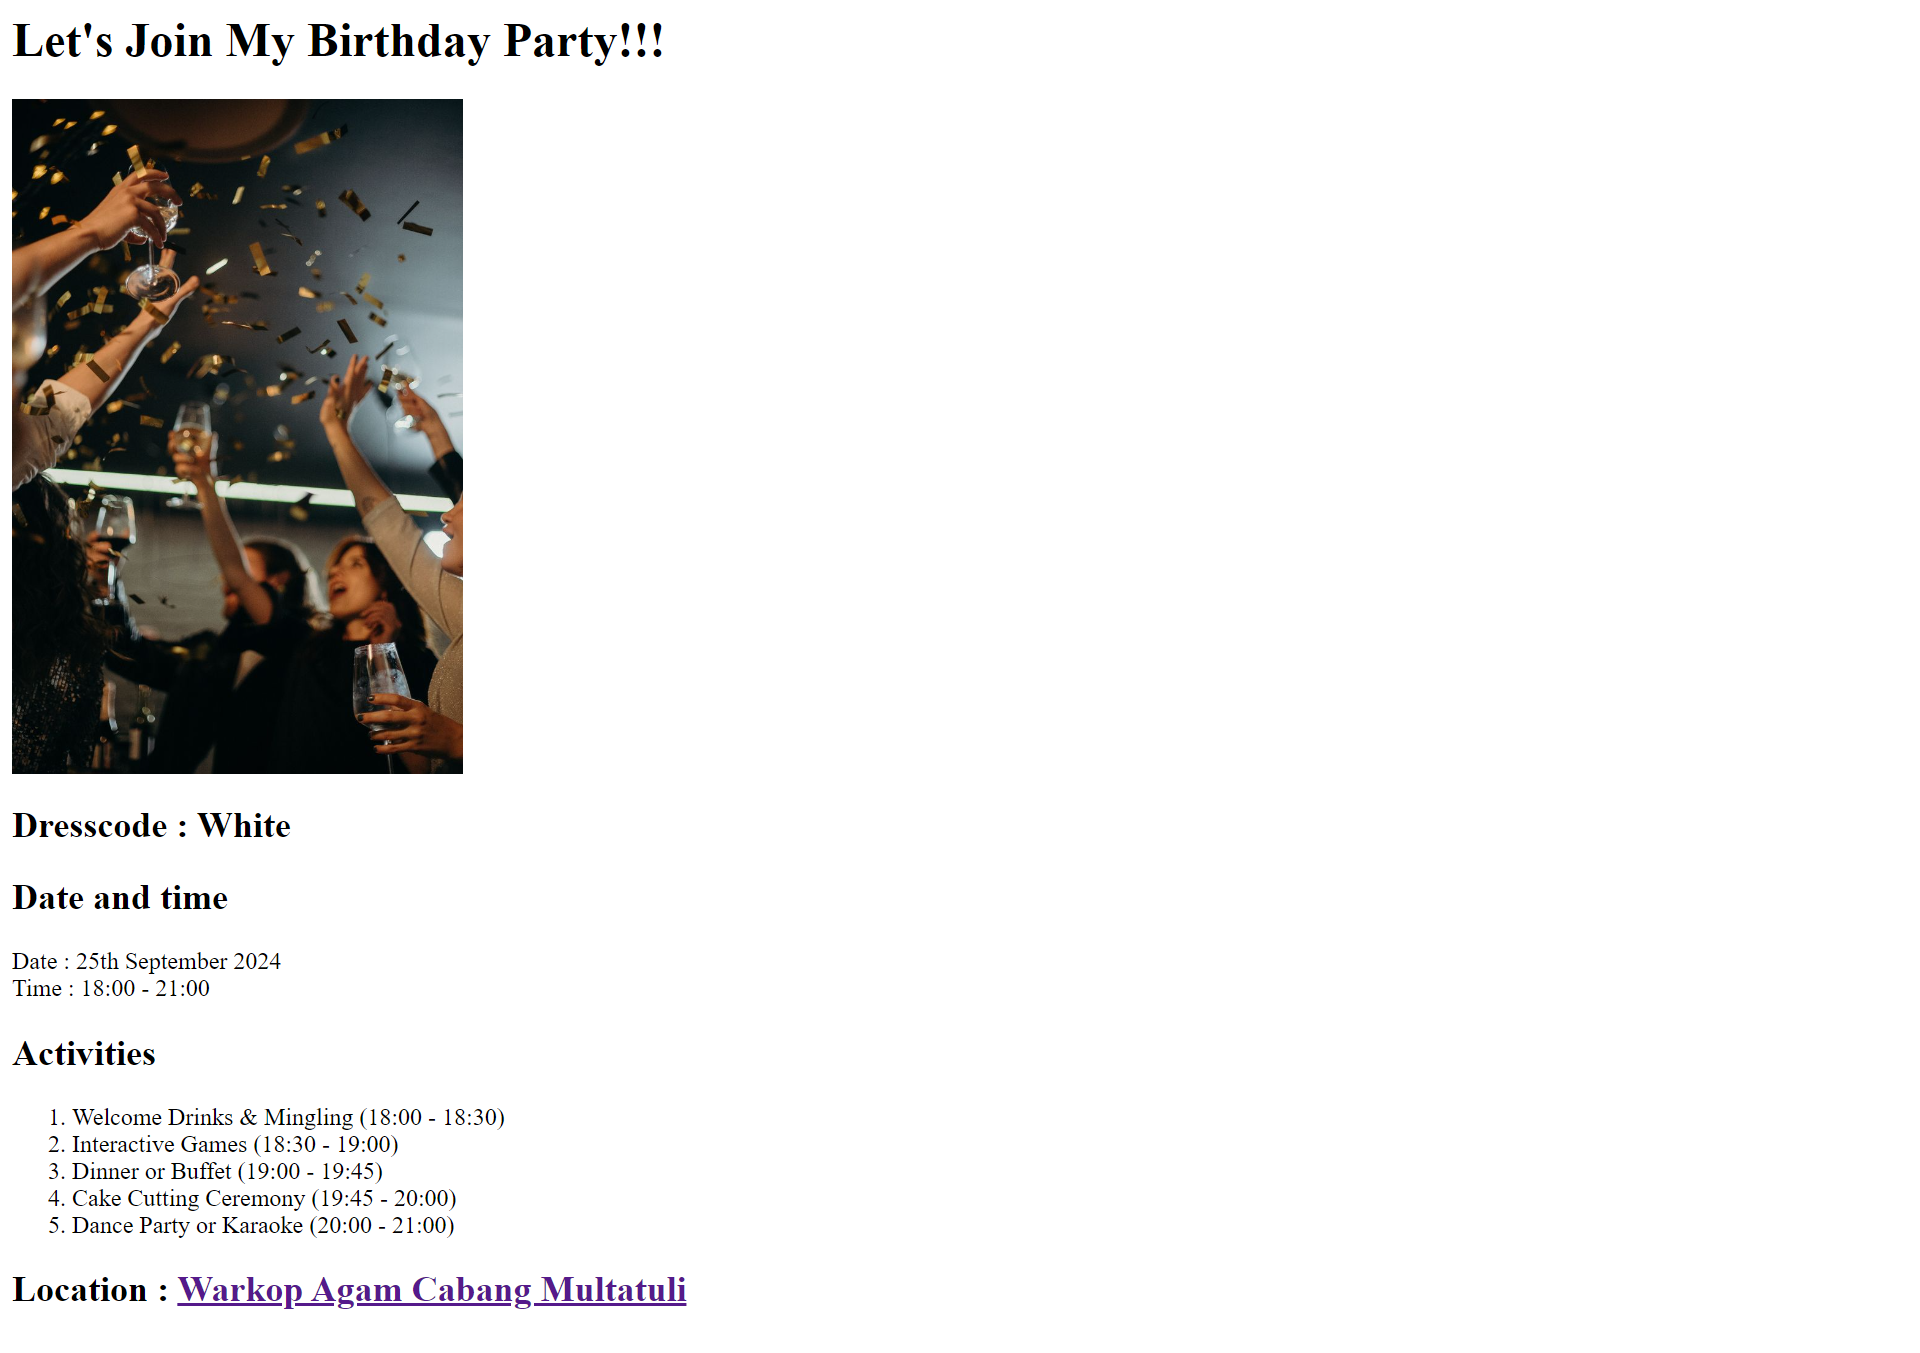 Let's Join My Birthday Party!!!
Dresscode : White
Date and time
Date : 25th September 2024
Time : 18:00 - 21:00
Activities
1. Welcome Drinks & Mingling (18:00 - 18:30)
2. Interactive Games (18:30 - 19:00)
3. Dinner or Buffet (19:00 - 19:45)
4. Cake Cutting Ceremony (19:45 - 20:00)
5. Dance Party or Karaoke (20:00 - 21:00)
Location : Warkop Agam Cabang Multatuli